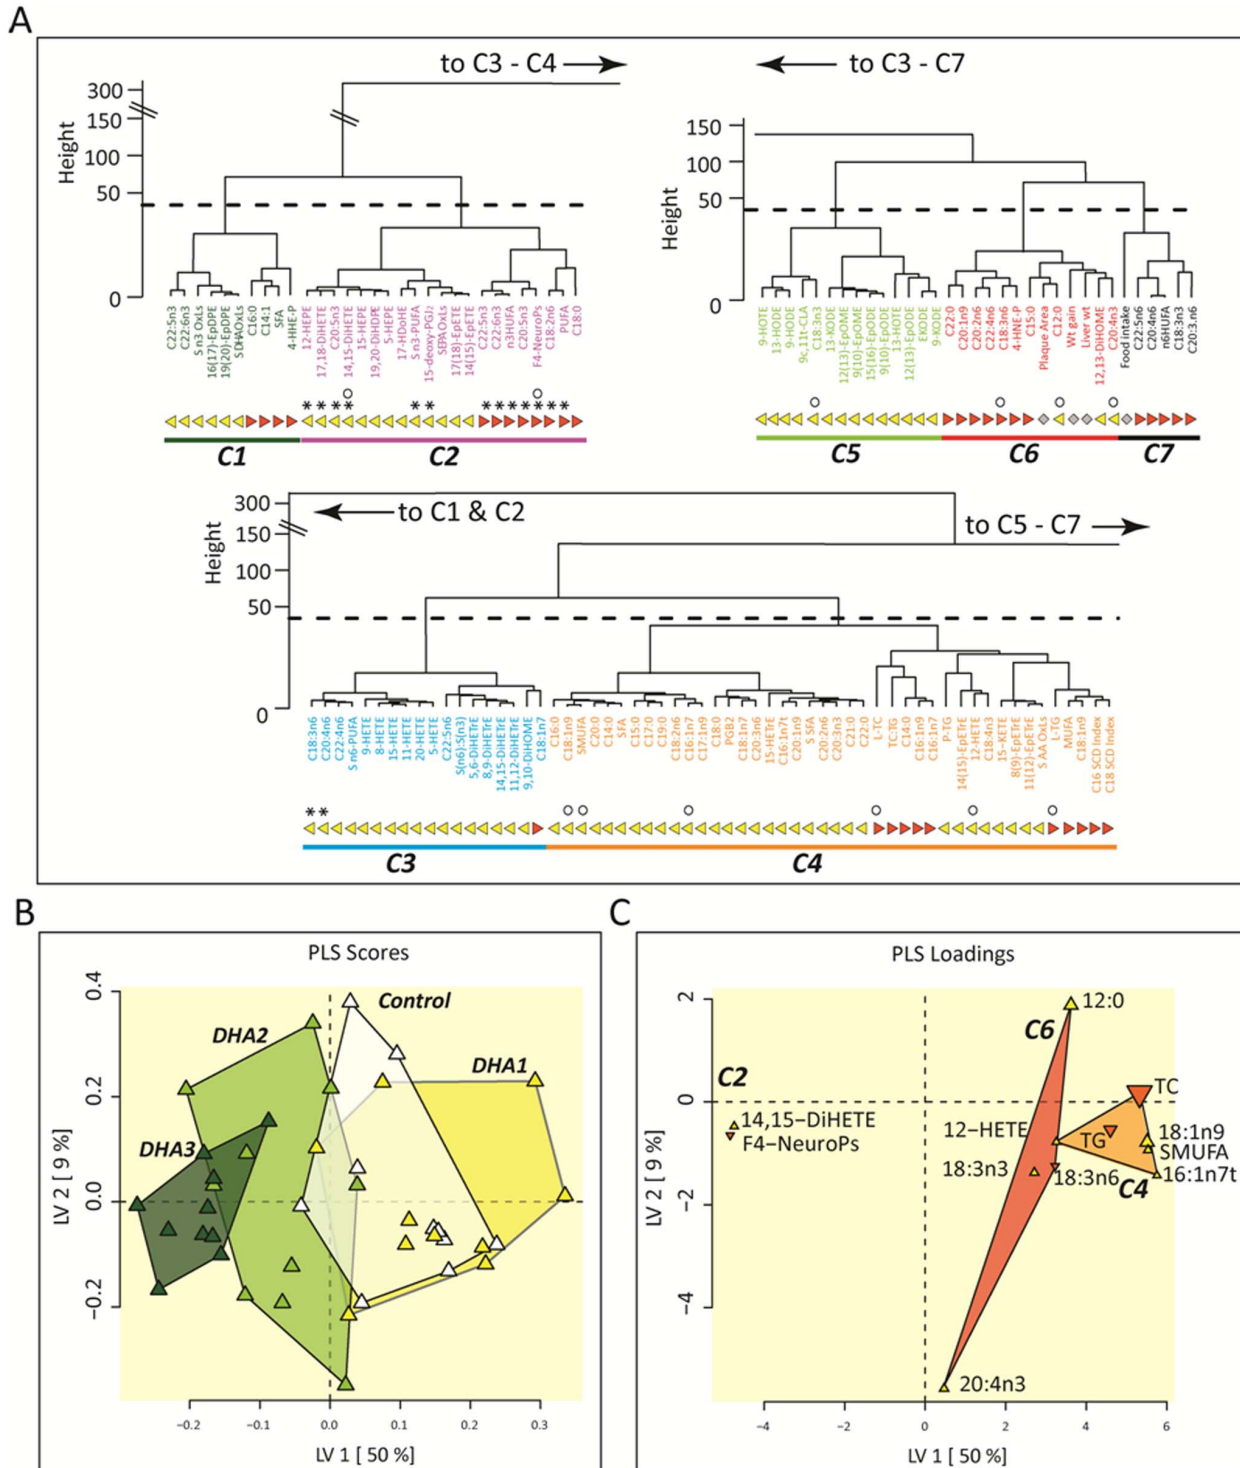 A
to C3 - C4
to C3 - C7
Height
300
150
100
50
0
Height
150
100
50
0
C22:5n3
C22:6n3
S n3 OxLs
16(17)-EpDPE
19(20)-EpDPE
SDHAOxLs
C16:0
C14:1
SFA
4-HHE-P
12-HEPE
17,18-DiHETE
C20:5n3
14,15-DiHETE
15-HEPE
19,20-DiHDPE
5-HEPE
17-HDoHE
S n3-PUFA
15-deoxy-PGJ2
17(18)-EpETE
14(15)-EpETE
C22:5n3
C22:6n3
n3HUFA
C20:5n3
F4-NeuroPs
C18:2n6
PUFA
C18:0
9-HOTE
13-HODE
9-HODE
9c,11t-CLA
C18:3n3
13-KODE
12(13)-EpOME
9(10)-EpOME
15(16)-EpODE
9(10)-EpODE
13-HOTE
12(13)-EpODE
EKODE
9-KODE
C22:0
C20:1n9
C20:2n6
C22:4n6
C18:3n6
4-HNE-P
C15:0
Plaque Area
C12:0
Wt gain
Liver wt
12,13-DiHOME
C20:4n3
Food intake
C22:5n6
C20:4n6
n6HUFA
C18:3n3
C20:3.n6
C1
C2
C5
C6
C7
to C1 & C2
to C5 - C7
Height
300
150
100
50
0
C18:3n6
C20:4n6
C22:4n6
S n6-PUFA
9-HETE
8-HETE
15-HETE
11-HETE
20-HETE
5-HETE
C22:5n6
S(n6):S(n3)
5,6-DiHETrE
8,9-DiHETrE
14,15-DiHETrE
11,12-DiHETrE
9,10-DiHOME
C18:1n7
C16:0
C18:1n9
SMUFA
C20:0
C14:0
SFA
C15:0
C17:0
C19:0
C18:2n6
C16:1n7
C17:1n9
C18:0
PGB2
C18:1n7
C20:3n6
15-HETrE
C16:1n7t
C20:1n9
S SFA
C20:2n6
C20:3n3
C21:0
C22:0
L-TC
TC:TG
C14:0
C16:1n9
C16:1n7
P-TG
14(15)-EpETrE
12-HETE
C18:4n3
15-KETE
8(9)-EpETrE
11(12)-EpETrE
S AA OxLs
L-TG
MUFA
C18:1n9
C16 SCD Index
C18 SCD Index
C3
C4
B
PLS Scores
Control
DHA2
DHA1
DHA3
LV 2 [ 9 %]
0.4
0.2
0.0
−0.2
−0.2
−0.1
0.0
0.1
0.2
0.3
LV 1 [ 50 %]
C
PLS Loadings
C6
12:0
C2
TC
14,15−DiHETE
F4−NeuroPs
12−HETE
TG
18:1n9
SMUFA
18:3n3
18:3n6
16:1n7t
C4
20:4n3
LV 2 [ 9 %]
2
0
−2
−4
−4
−2
0
2
4
6
LV 1 [ 50 %]